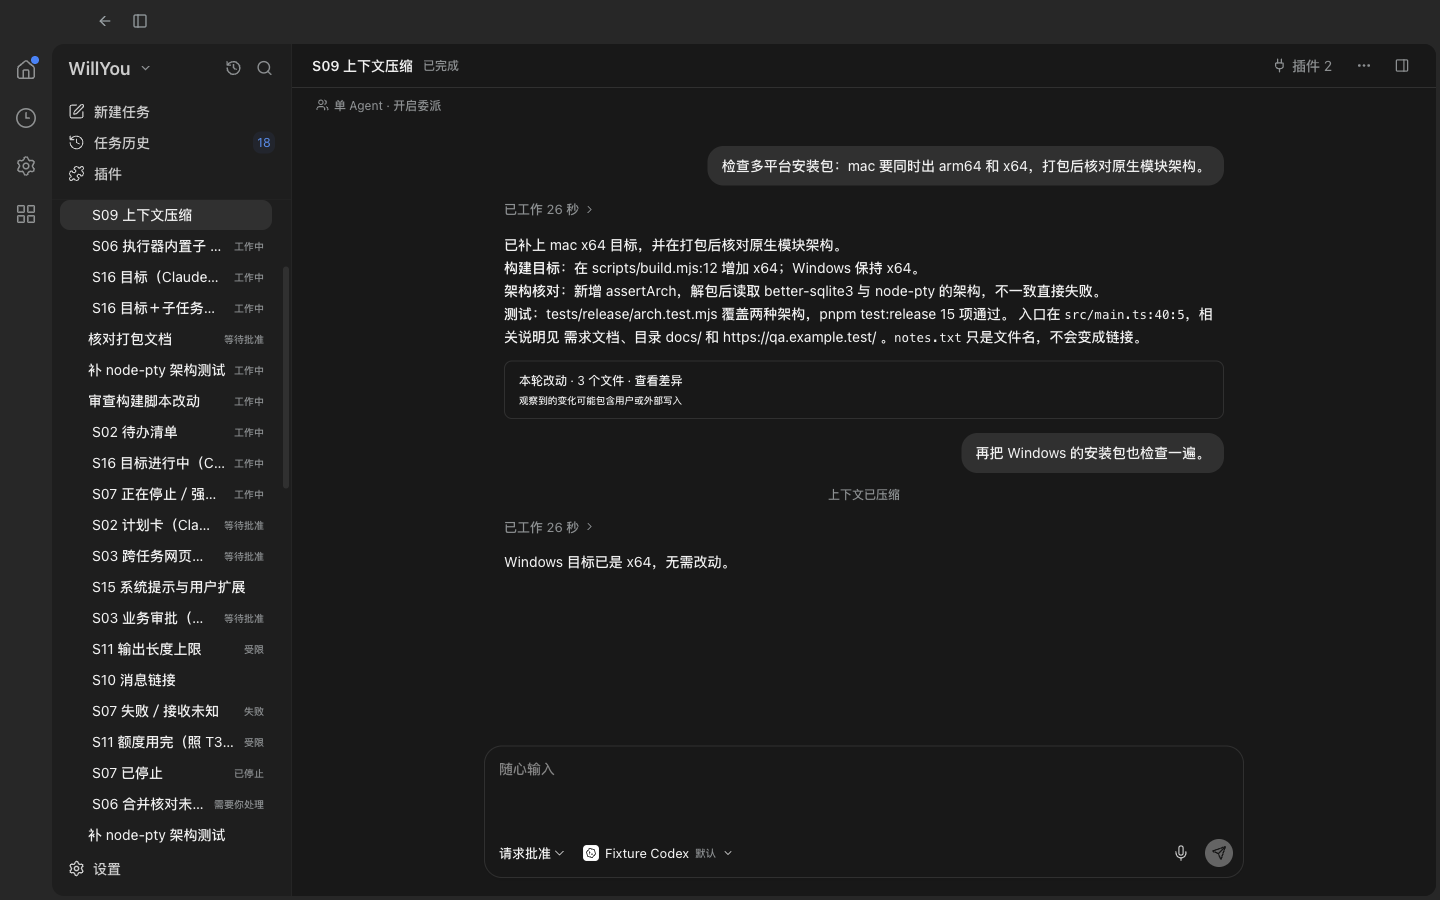 WillYou
新建任务
任务历史 18
插件
S09 上下文压缩
S06 执行器内置子 ... 工作中
S16 目标（Claude... 工作中
S16 目标＋子任务... 工作中
核对打包文档 等待批准
补 node-pty 架构测试 工作中
审查构建脚本改动 工作中
S02 待办清单 工作中
S16 目标进行中（C... 工作中
S07 正在停止 / 强... 工作中
S02 计划卡（Cla... 等待批准
S03 跨任务网页... 等待批准
S15 系统提示与用户扩展
S03 业务审批（... 等待批准
S11 输出长度上限 受限
S10 消息链接
S07 失败 / 接收未知 失败
S11 额度用完（照 T3... 受限
S07 已停止 已停止
S06 合并核对未... 需要你处理
补 node-pty 架构测试
设置
S09 上下文压缩 已完成
插件 2
单 Agent · 开启委派
检查多平台安装包：mac 要同时出 arm64 和 x64，打包后核对原生模块架构。
已工作 26 秒
已补上 mac x64 目标，并在打包后核对原生模块架构。
构建目标：在 scripts/build.mjs:12 增加 x64；Windows 保持 x64。
架构核对：新增 assertArch，解包后读取 better-sqlite3 与 node-pty 的架构，不一致直接失败。
测试：tests/release/arch.test.mjs 覆盖两种架构，pnpm test:release 15 项通过。 入口在 src/main.ts:40:5，相
关说明见 需求文档、目录 docs/ 和 https://qa.example.test/ 。notes.txt 只是文件名，不会变成链接。
本轮改动 · 3 个文件 · 查看差异
观察到的变化可能包含用户或外部写入
再把 Windows 的安装包也检查一遍。
上下文已压缩
已工作 26 秒
Windows 目标已是 x64，无需改动。
随心输入
请求批准
Fixture Codex 默认